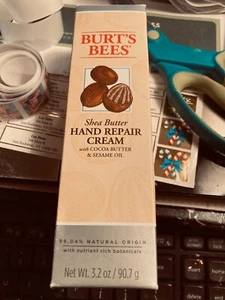 BURT'S
BEES
Shea Butter
HAND REPAIR
CREAM
with COCOA BUTTER
& SESAME OIL
99.04% NATURAL ORIGIN
with nutrient rich botanicals
Net Wt. 3.2 oz / 90.7 g